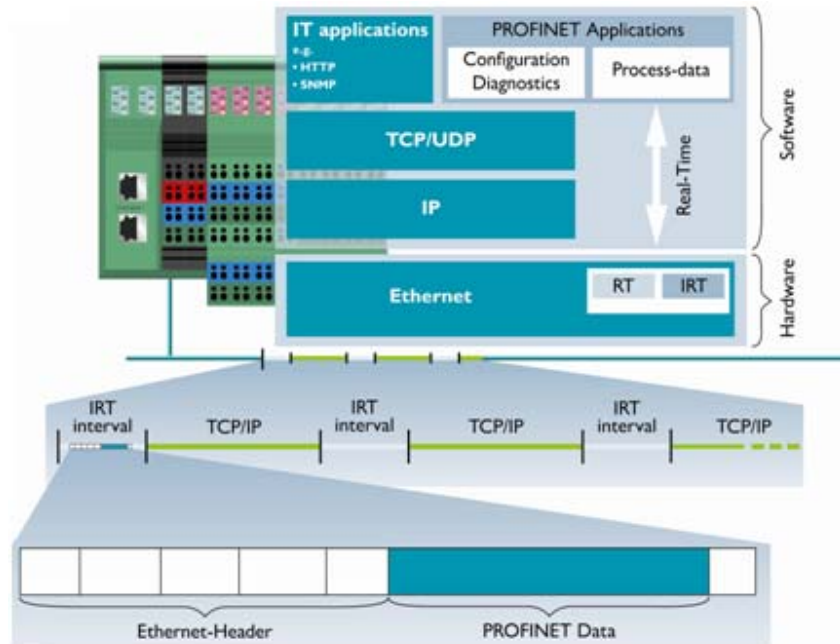 IT applications
e.g.
• HTTP
• SNMP
PROFINET Applications
Configuration
Diagnostics
Process-data
TCP/UDP
IP
Real-Time
Software
Ethernet
RT
IRT
Hardware
IRT
interval
TCP/IP
IRT
interval
TCP/IP
IRT
interval
TCP/IP
Ethernet-Header
PROFINET Data